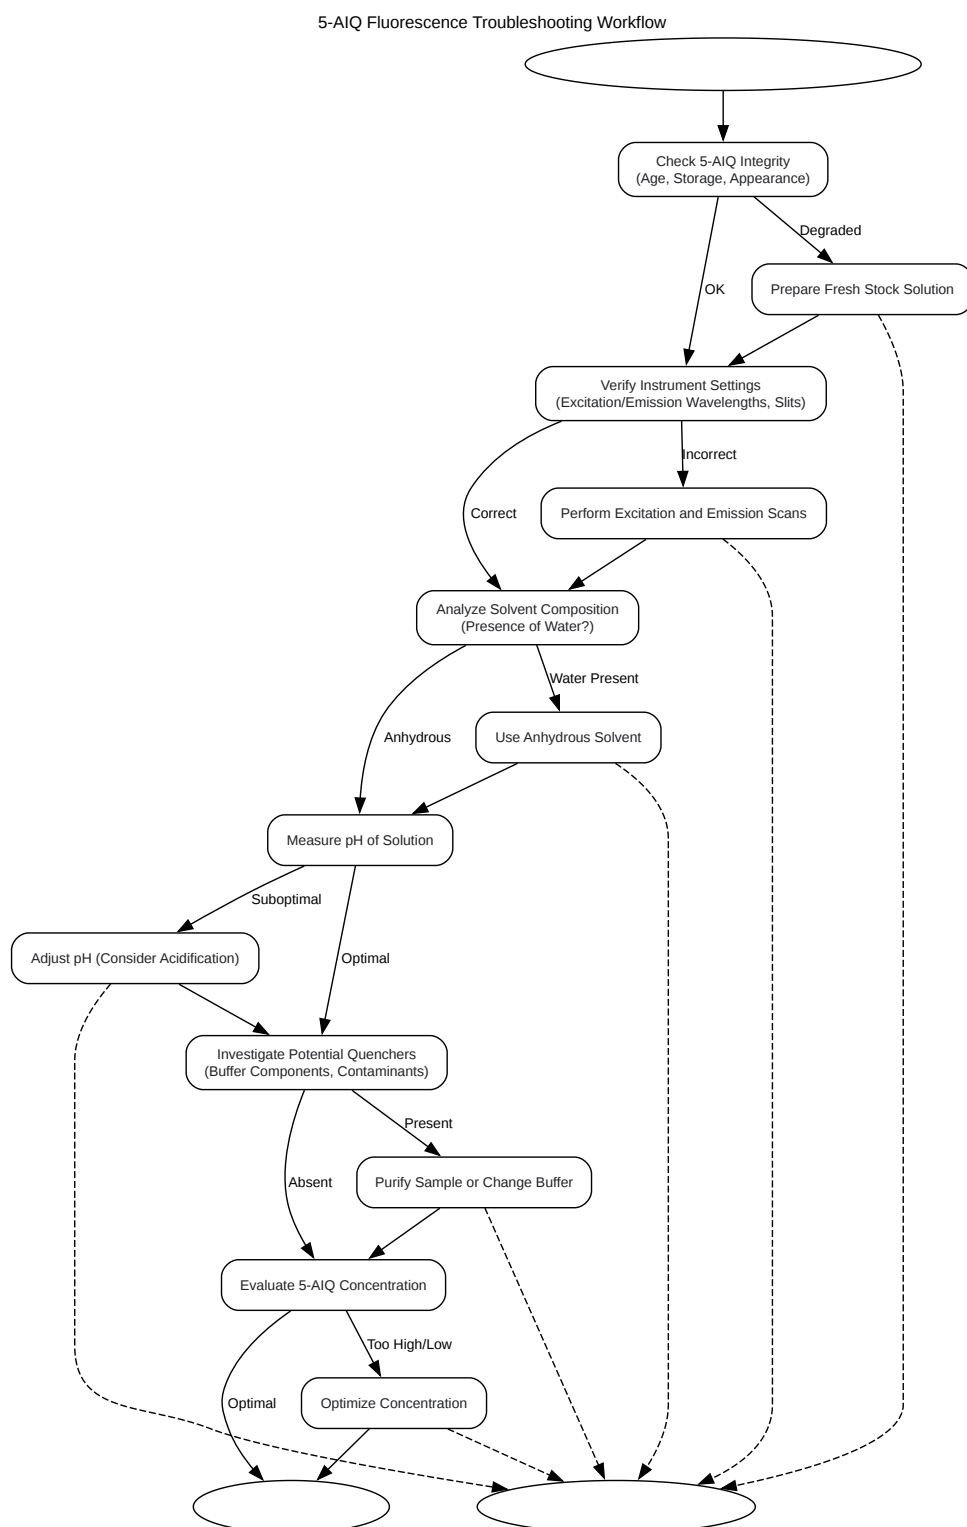 5-AIQ Fluorescence Troubleshooting Workflow
Check 5-AIQ Integrity
(Age, Storage, Appearance)
Degraded
OK
Prepare Fresh Stock Solution
Verify Instrument Settings
(Excitation/Emission Wavelengths, Slits)
Incorrect
Correct
Perform Excitation and Emission Scans
Analyze Solvent Composition
(Presence of Water?)
Water Present
Anhydrous
Use Anhydrous Solvent
Measure pH of Solution
Suboptimal
Adjust pH (Consider Acidification)
Optimal
Investigate Potential Quenchers
(Buffer Components, Contaminants)
Present
Absent
Purify Sample or Change Buffer
Evaluate 5-AIQ Concentration
Too High/Low
Optimal
Optimize Concentration